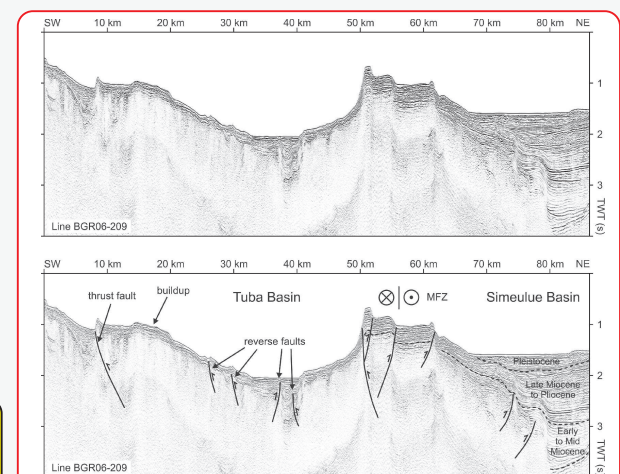 SW 10 km 20 km 30 km 40 km 50 km 60 km 70 km 80 km NE
1
2
3
TWT (s)
Line BGR06-209
SW 10 km 20 km 30 km 40 km 50 km 60 km 70 km 80 km NE
thrust fault
buildup
Tuba Basin
MFZ
Simeulue Basin
1
reverse faults
Pleistocene
2
Late Miocene
to Pliocene
3
Early
to Mid
Miocene
TWT (s)
Line BGR06-209